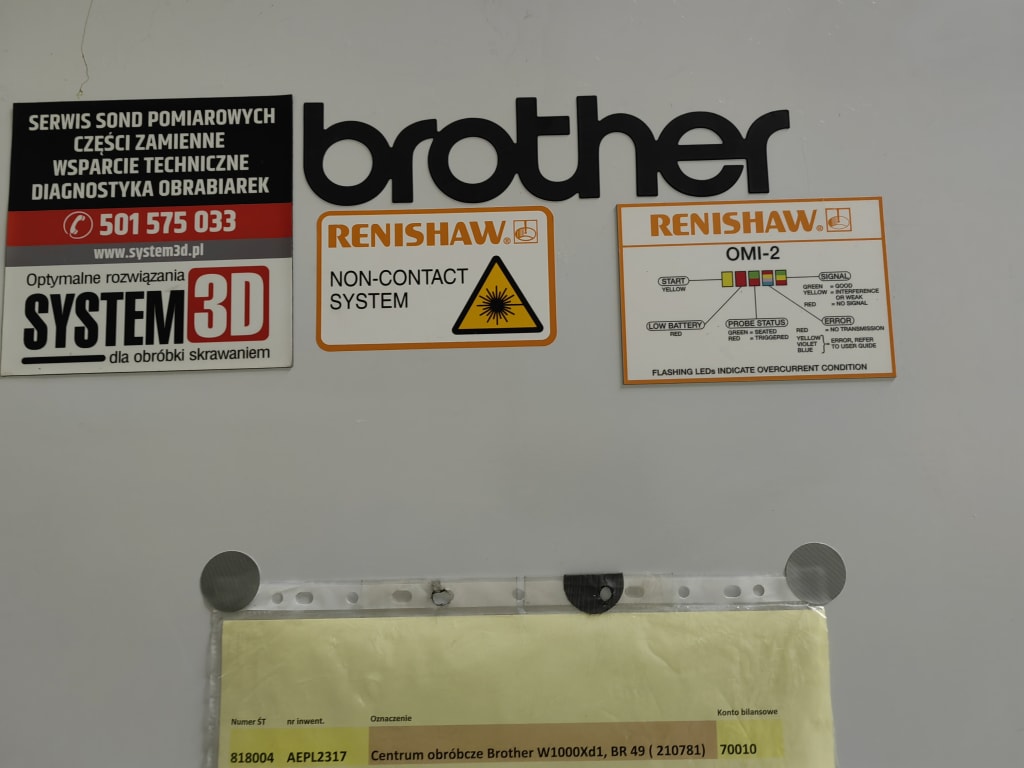 SERWIS SOND POMIAROWYCH
CZĘŚCI ZAMIENNE
WSPARCIE TECHNICZNE
DIAGNOSTYKA OBRABIAREK
501 575 033
www.system3d.pl
Optymalne rozwiązania
SYSTEM 3D
dla obróbki skrawaniem
brother
RENISHAW
NON-CONTACT
SYSTEM
RENISHAW
OMI-2
START
YELLOW
SIGNAL
GREEN = GOOD
YELLOW = INTERFERENCE
OR WEAK
RED = NO SIGNAL
LOW BATTERY
RED
PROBE STATUS
GREEN = SEATED
RED = TRIGGERED
ERROR
RED = NO TRANSMISSION
YELLOW
VIOLET
BLUE
ERROR, REFER
TO USER GUIDE
FLASHING LEDs INDICATE OVERCURRENT CONDITION
Numer ŚT nr inwent. Oznaczenie Konto bilansowe
818004 AEPL2317 Centrum obróbcze Brother W1000Xd1, BR 49 ( 210781) 70010